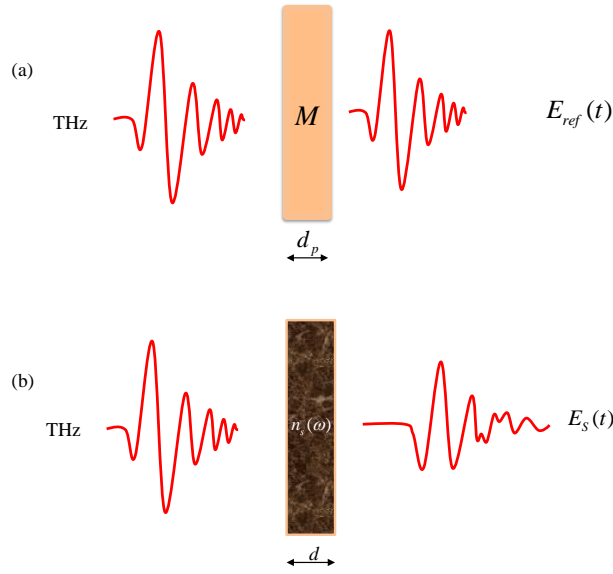 (a)
THz
M
E_ref (t)
d_p
(b)
THz
n_s(ω)
E_S(t)
d